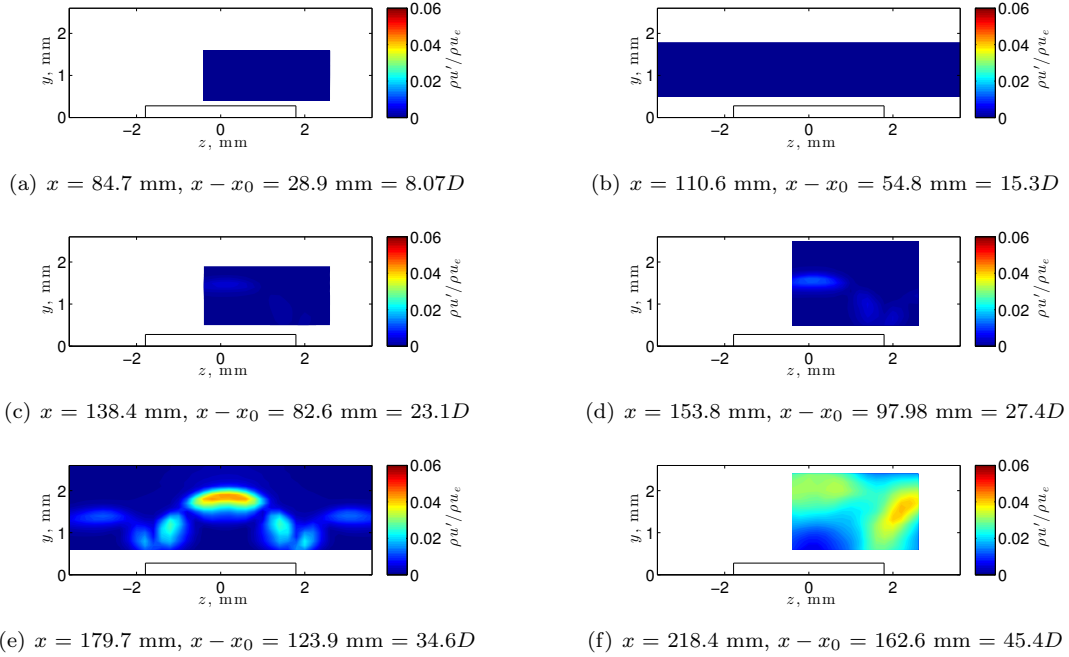 0.06
0.04
0.02
0
ρu′/ρu_e
2
1
0
y, mm
−2 0 2
z, mm
(a) x = 84.7 mm, x − x₀ = 28.9 mm = 8.07D
0.06
0.04
0.02
0
ρu′/ρu_e
2
1
0
y, mm
−2 0 2
z, mm
(b) x = 110.6 mm, x − x₀ = 54.8 mm = 15.3D
0.06
0.04
0.02
0
ρu′/ρu_e
2
1
0
y, mm
−2 0 2
z, mm
(c) x = 138.4 mm, x − x₀ = 82.6 mm = 23.1D
0.06
0.04
0.02
0
ρu′/ρu_e
2
1
0
y, mm
−2 0 2
z, mm
(d) x = 153.8 mm, x − x₀ = 97.98 mm = 27.4D
0.06
0.04
0.02
0
ρu′/ρu_e
2
1
0
y, mm
−2 0 2
z, mm
(e) x = 179.7 mm, x − x₀ = 123.9 mm = 34.6D
0.06
0.04
0.02
0
ρu′/ρu_e
2
1
0
y, mm
−2 0 2
z, mm
(f) x = 218.4 mm, x − x₀ = 162.6 mm = 45.4D